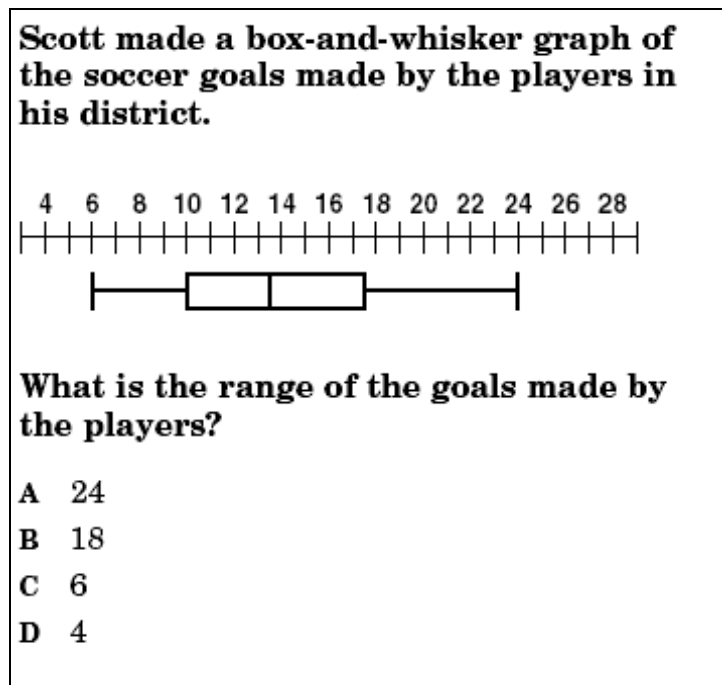 Scott made a box-and-whisker graph of
the soccer goals made by the players in
his district.
4 6 8 10 12 14 16 18 20 22 24 26 28
What is the range of the goals made by
the players?
A 24
B 18
C 6
D 4